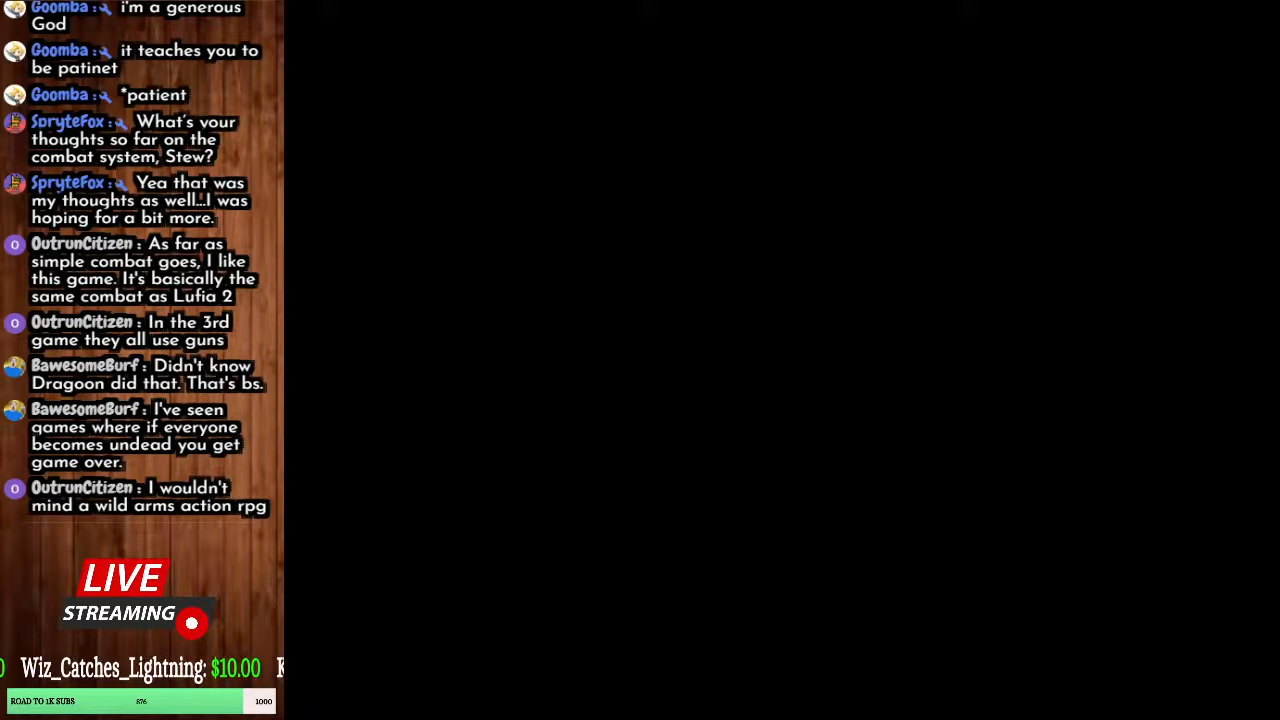 Goomba : i'm a generous
God
Goomba : it teaches you to
be patinet
Goomba : *patient
SpryteFox : What's your
thoughts so far on the
combat system, Stew?
SpryteFox : Yea that was
my thoughts as well...I was
hoping for a bit more.
O OutrunCitizen : As far as
simple combat goes, I like
this game. It's basically the
same combat as Lufia 2
O OutrunCitizen : In the 3rd
game they all use guns
BawesomeBurf : Didn't know
Dragoon did that. That's bs.
BawesomeBurf : I've seen
games where if everyone
becomes undead you get
game over.
O OutrunCitizen : I wouldn't
mind a wild arms action rpg
LIVE
STREAMING
0 Wiz_Catches_Lightning: $10.00
ROAD TO 1K SUBS 876 1000